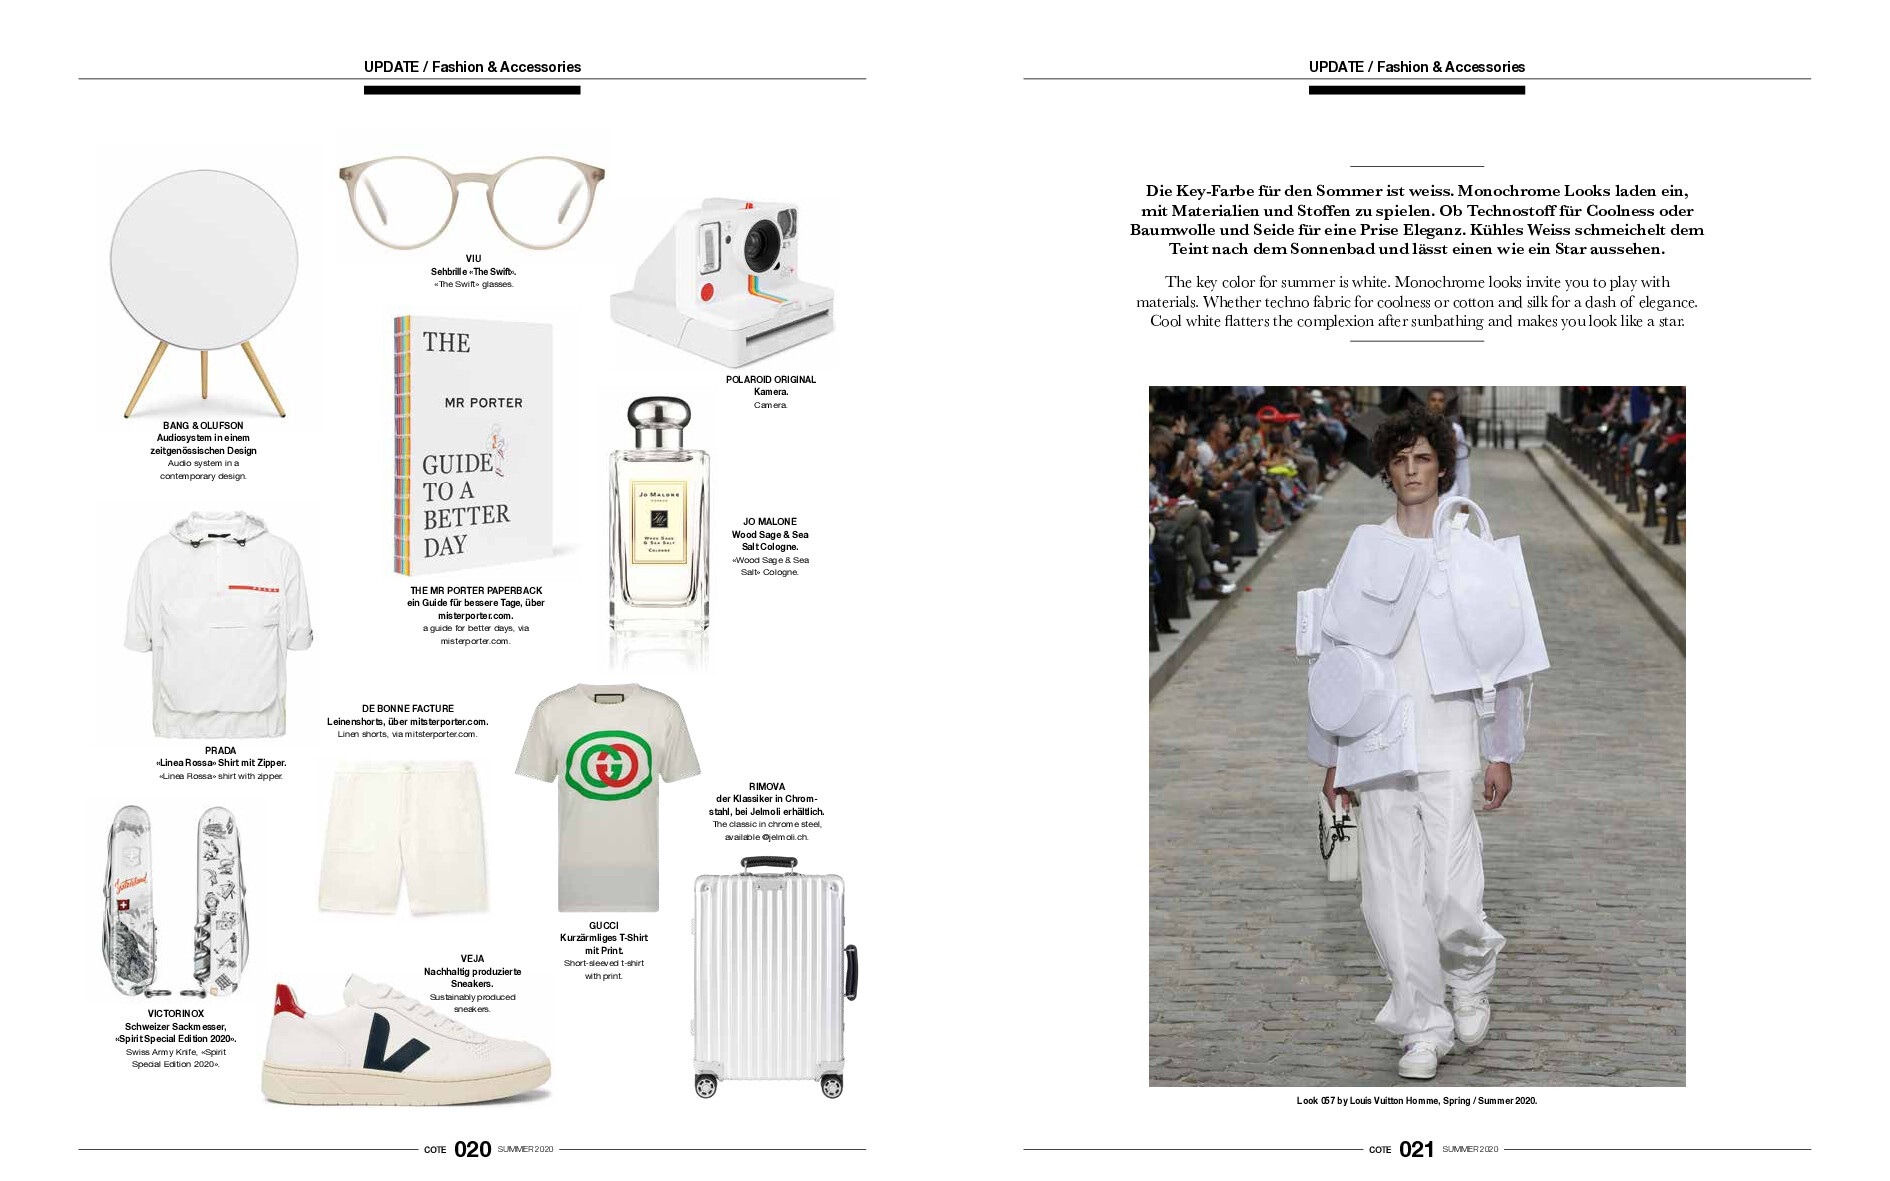 UPDATE / Fashion & Accessories
BANG & OLUFSON
Audiosystem in einem
zeitgenössischen Design
Audio system in a
contemporary design.
VIU
Sehbrille «The Swift».
«The Swift» glasses.
POLAROID ORIGINAL
Kamera.
Camera.
THE
MR PORTER
GUIDE
TO A
BETTER
DAY
THE MR PORTER PAPERBACK
ein Guide für bessere Tage, über
misterporter.com.
a guide for better days, via
misterporter.com.
JO MALONE
LONDON
WOOD SAGE
& SEA SALT
COLOGNE
JO MALONE
Wood Sage & Sea
Salt Cologne.
«Wood Sage & Sea
Salt» Cologne.
PRADA
PRADA
«Linea Rossa» Shirt mit Zipper.
«Linea Rossa» shirt with zipper.
DE BONNE FACTURE
Leinenshorts, über mitsterporter.com.
Linen shorts, via mitsterporter.com.
GUCCI
Kurzärmliges T-Shirt
mit Print.
Short-sleeved t-shirt
with print.
RIMOVA
der Klassiker in Chrom-
stahl, bei Jelmoli erhältlich.
The classic in chrome steel,
available @jelmoli.ch.
VICTORINOX
Schweizer Sackmesser,
«Spirit Special Edition 2020».
Swiss Army Knife, «Spirit
Special Edition 2020».
VEJA
Nachhaltig produzierte
Sneakers.
Sustainably produced
sneakers.
A
V
COTE 020 SUMMER 2020
UPDATE / Fashion & Accessories
Die Key-Farbe für den Sommer ist weiss. Monochrome Looks laden ein,
mit Materialien und Stoffen zu spielen. Ob Technostoff für Coolness oder
Baumwolle und Seide für eine Prise Eleganz. Kühles Weiss schmeichelt dem
Teint nach dem Sonnenbad und lässt einen wie ein Star aussehen.
The key color for summer is white. Monochrome looks invite you to play with
materials. Whether techno fabric for coolness or cotton and silk for a dash of elegance.
Cool white flatters the complexion after sunbathing and makes you look like a star.
Look 057 by Louis Vuitton Homme, Spring / Summer 2020.
COTE 021 SUMMER 2020